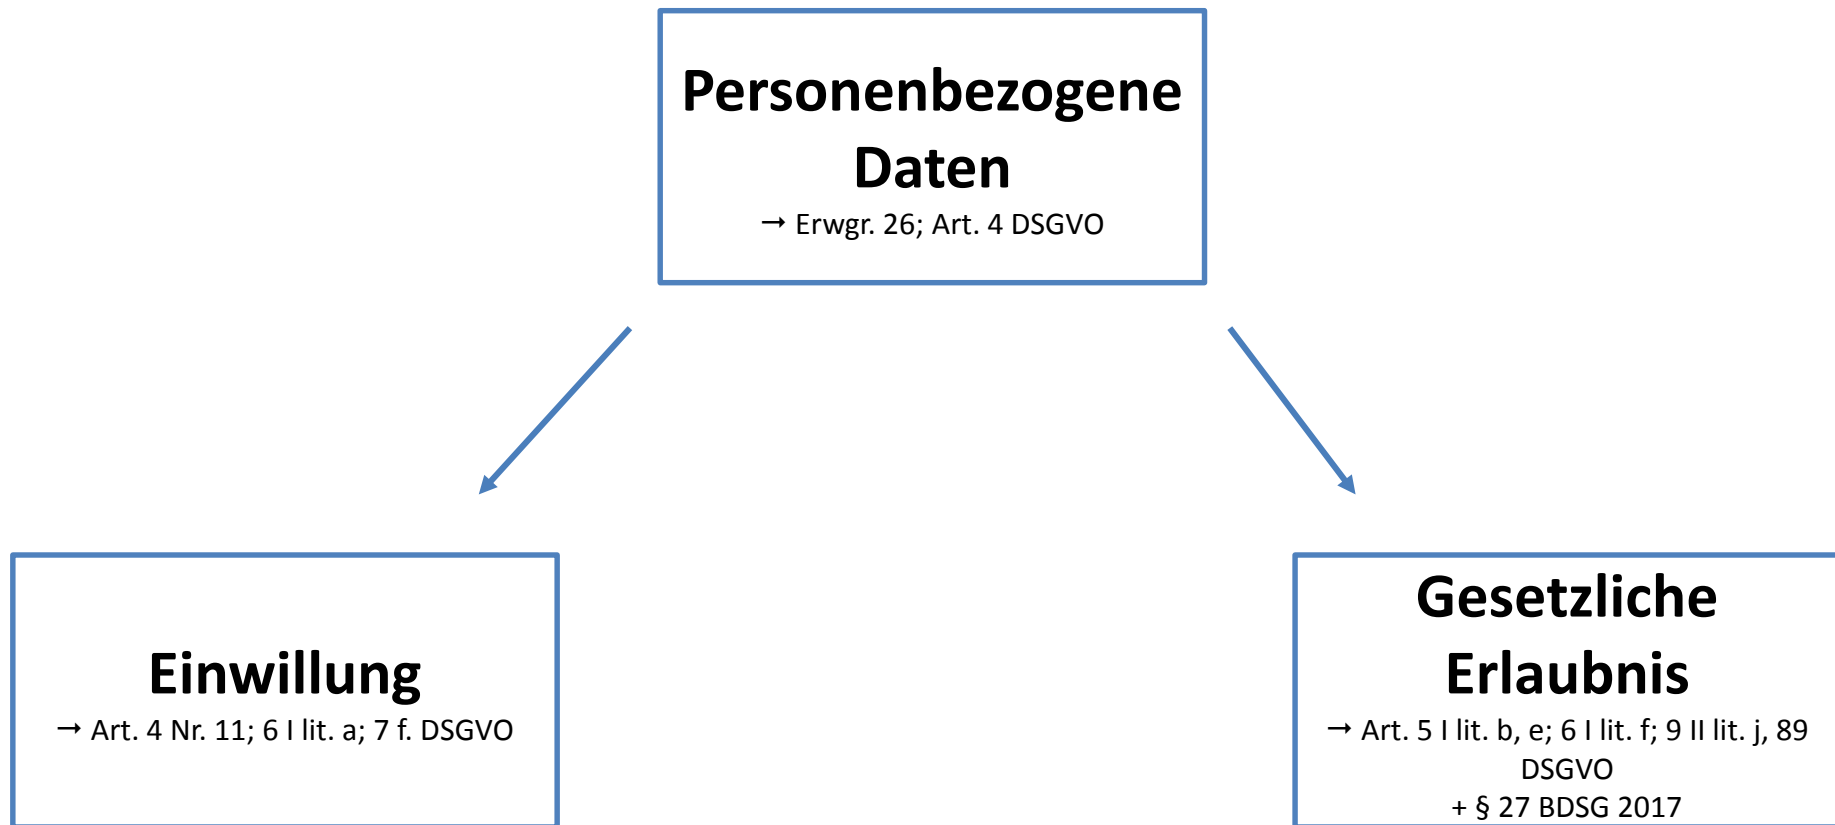 Personenbezogene
Daten
→ Erwgr. 26; Art. 4 DSGVO
Einwillung
→ Art. 4 Nr. 11; 6 I lit. a; 7 f. DSGVO
Gesetzliche
Erlaubnis
→ Art. 5 I lit. b, e; 6 I lit. f; 9 II lit. j, 89
DSGVO
+ § 27 BDSG 2017